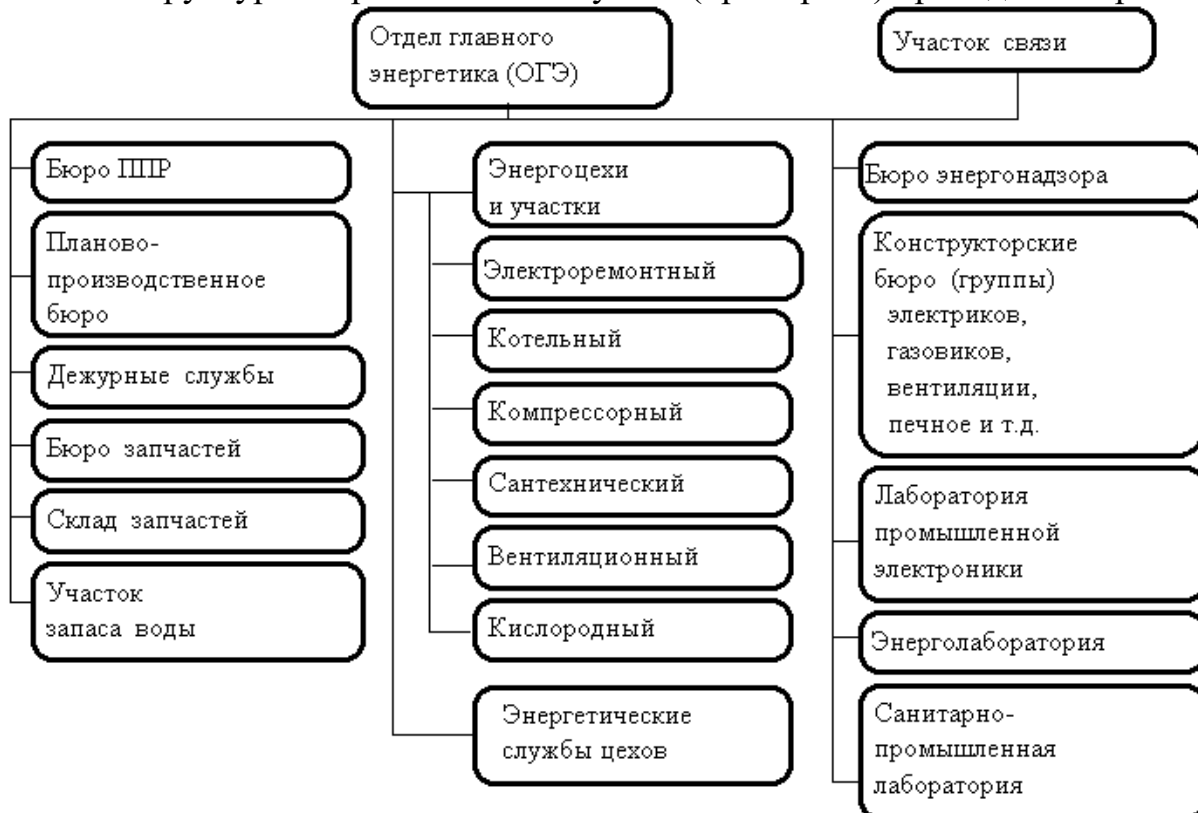 Отдел главного
энергетика (ОГЭ)
Участок связи
Бюро ППР
Планово-
производственное
бюро
Дежурные службы
Бюро запчастей
Склад запчастей
Участок
запаса воды
Энергоцехи
и участки
Электроремонтный
Котельный
Компрессорный
Сантехнический
Вентиляционный
Кислородный
Энергетические
службы цехов
Бюро энергонадзора
Конструкторские
бюро (группы)
электриков,
газовиков,
вентиляции,
печное и т.д.
Лаборатория
промышленной
электроники
Энерголаборатория
Санитарно-
промышленная
лаборатория